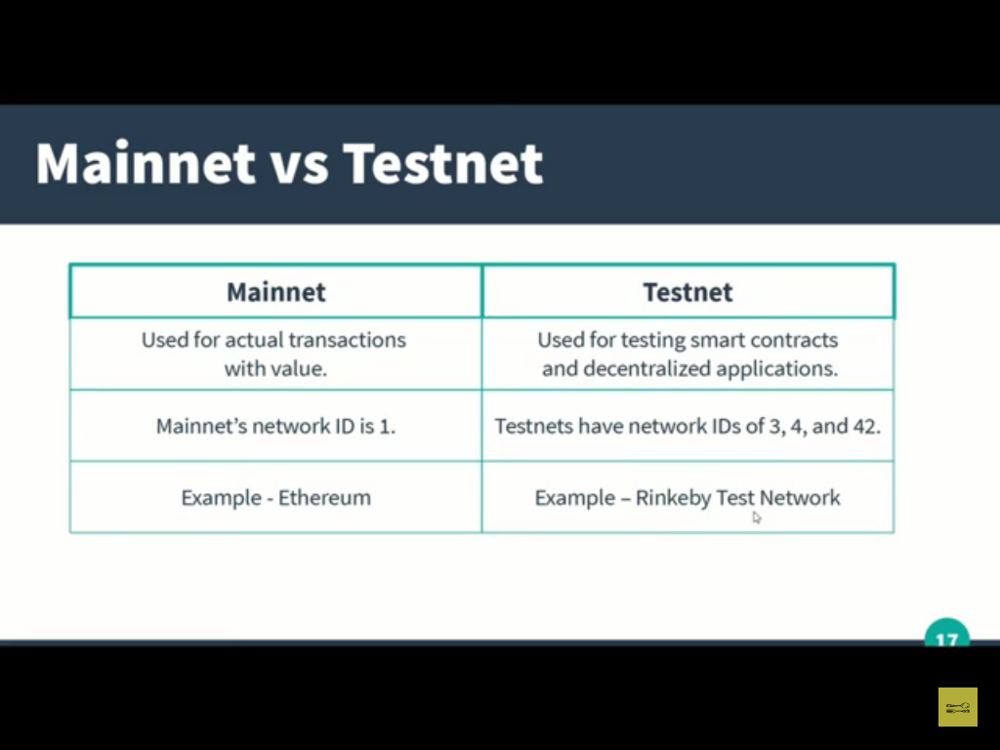 Mainnet vs Testnet
Mainnet
Testnet
Used for actual transactions
with value.
Used for testing smart contracts
and decentralized applications.
Mainnet’s network ID is 1.
Testnets have network IDs of 3, 4, and 42.
Example - Ethereum
Example – Rinkeby Test Network
17